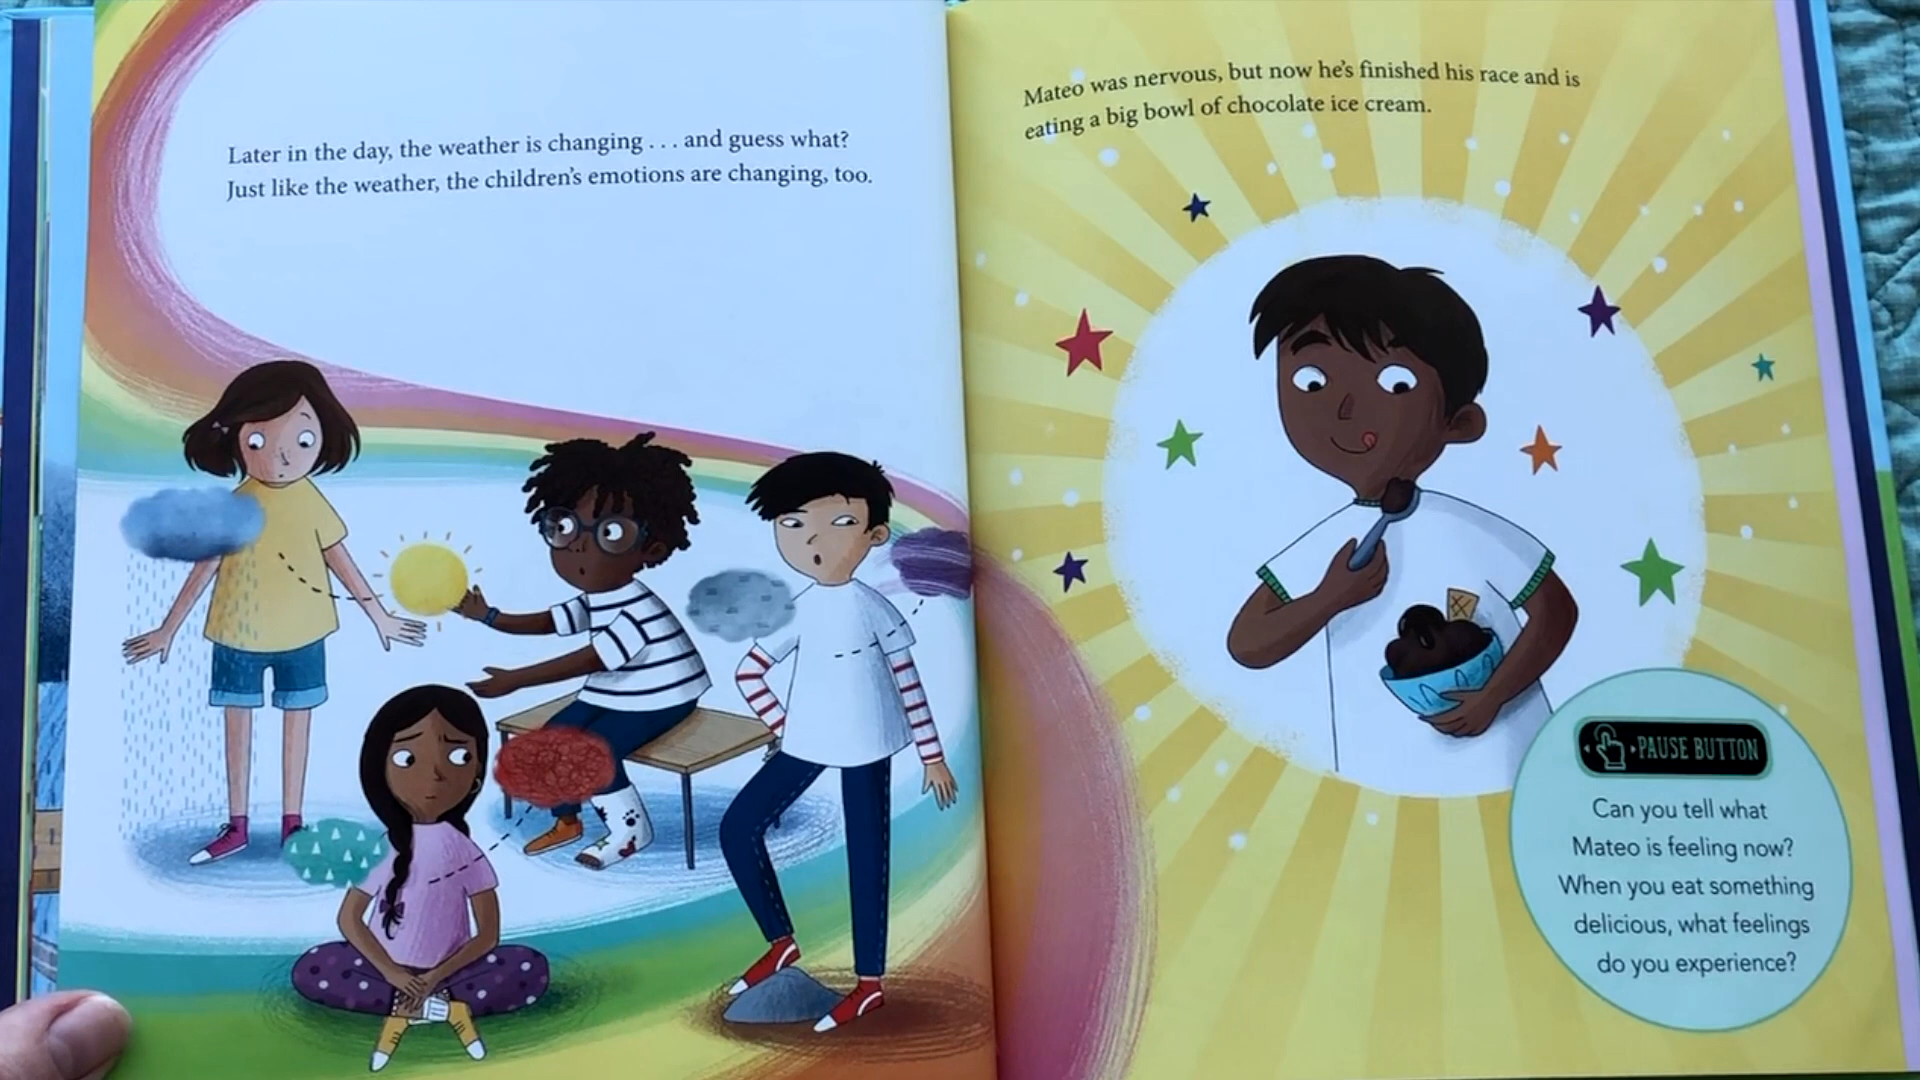 Later in the day, the weather is changing . . . and guess what?
Just like the weather, the children's emotions are changing, too.
Mateo was nervous, but now he's finished his race and is
eating a big bowl of chocolate ice cream.
PAUSE BUTTON
Can you tell what
Mateo is feeling now?
When you eat something
delicious, what feelings
do you experience?